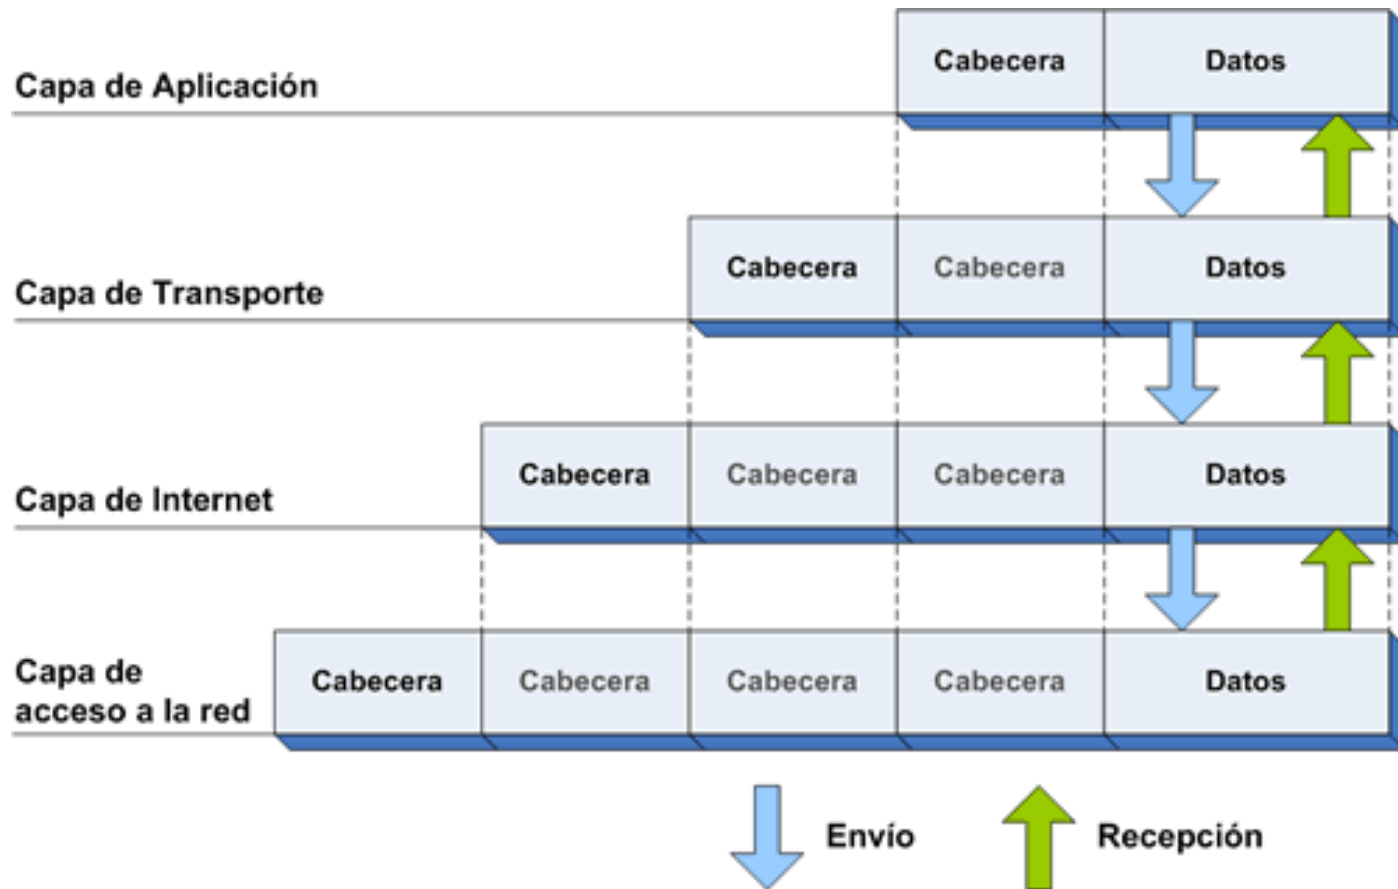 Cabecera Datos
Capa de Aplicación
Cabecera Cabecera Datos
Capa de Transporte
Cabecera Cabecera Cabecera Datos
Capa de Internet
Capa de
acceso a la red
Cabecera Cabecera Cabecera Cabecera Datos
Envío Recepción